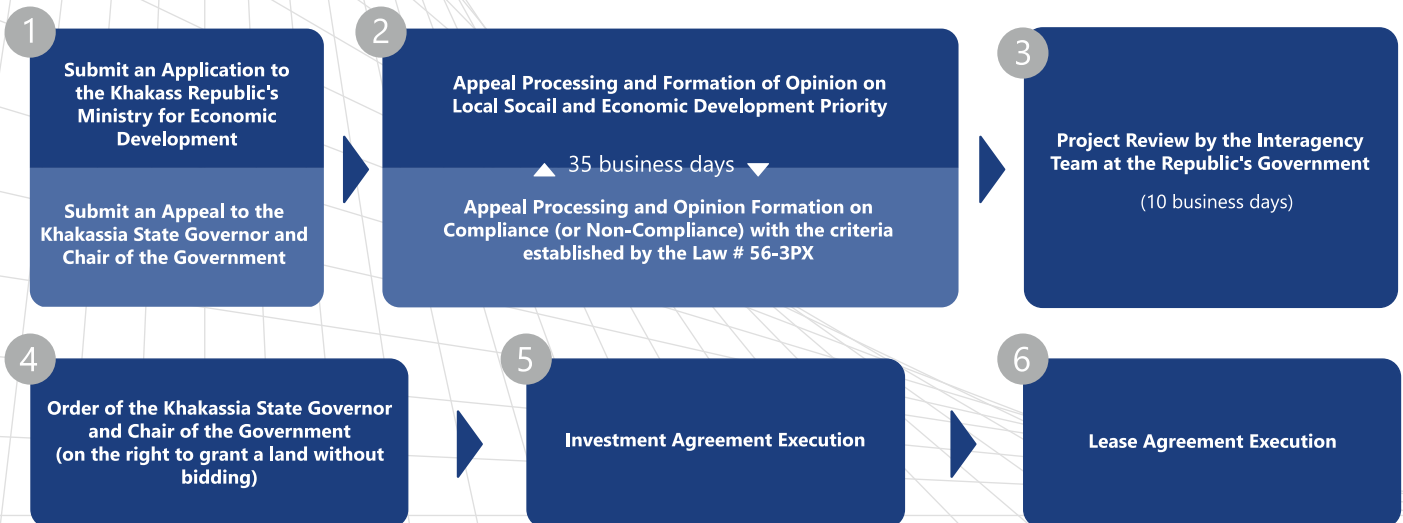 1
Submit an Application to
the Khakass Republic's
Ministry for Economic
Development
Submit an Appeal to the
Khakassia State Governor and
Chair of the Government
2
Appeal Processing and Formation of Opinion on
Local Socail and Economic Development Priority
35 business days
Appeal Processing and Opinion Formation on
Compliance (or Non-Compliance) with the criteria
established by the Law # 56-3PX
3
Project Review by the Interagency
Team at the Republic's Government
(10 business days)
4
Order of the Khakassia State Governor
and Chair of the Government
(on the right to grant a land without
bidding)
5
Investment Agreement Execution
6
Lease Agreement Execution